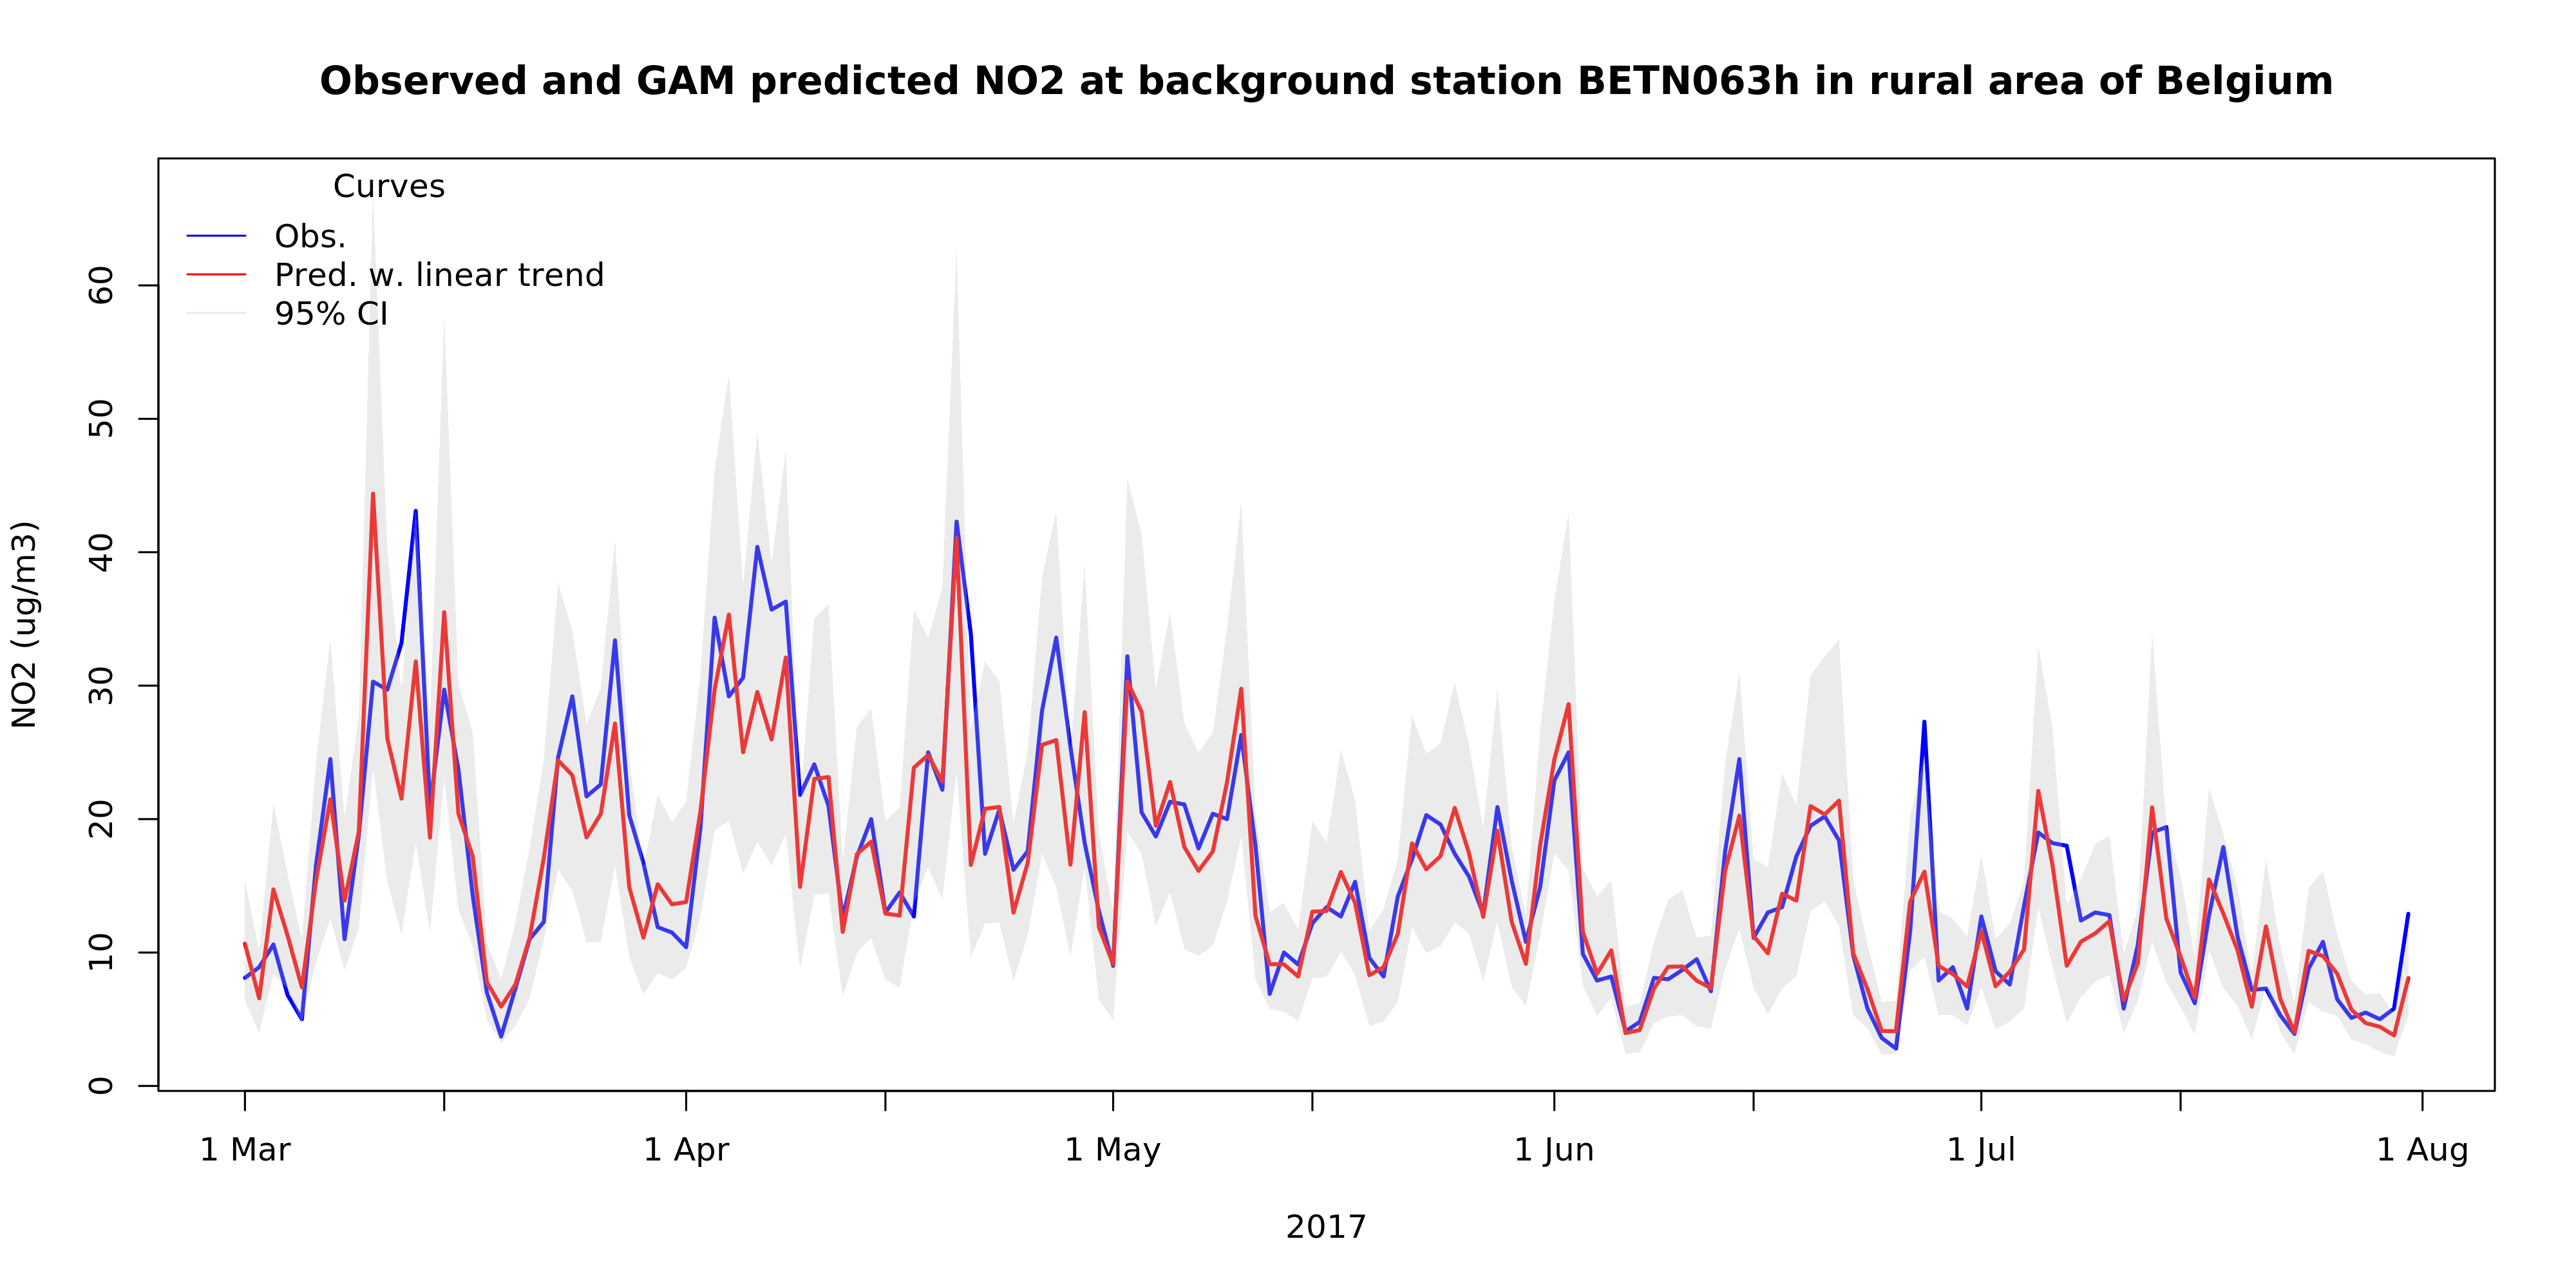 Observed and GAM predicted NO2 at background station BETN063h in rural area of Belgium
Curves
Obs.
Pred. w. linear trend
95% CI
NO2 (ug/m3)
60
50
40
30
20
10
0
1 Mar 1 Apr 1 May 1 Jun 1 Jul 1 Aug
2017